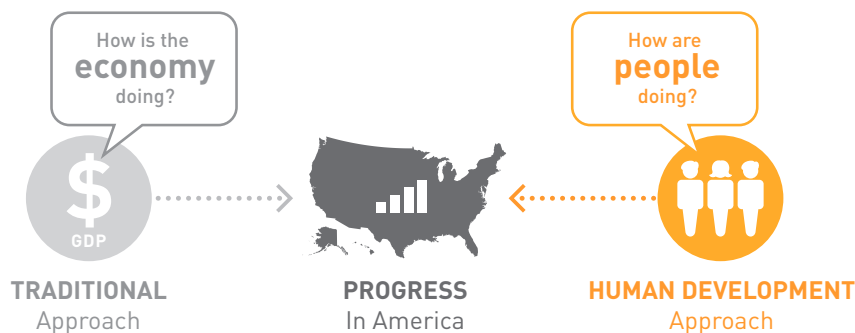 How is the
economy
doing?
How are
people
doing?
$
GDP
TRADITIONAL
Approach
PROGRESS
In America
HUMAN DEVELOPMENT
Approach